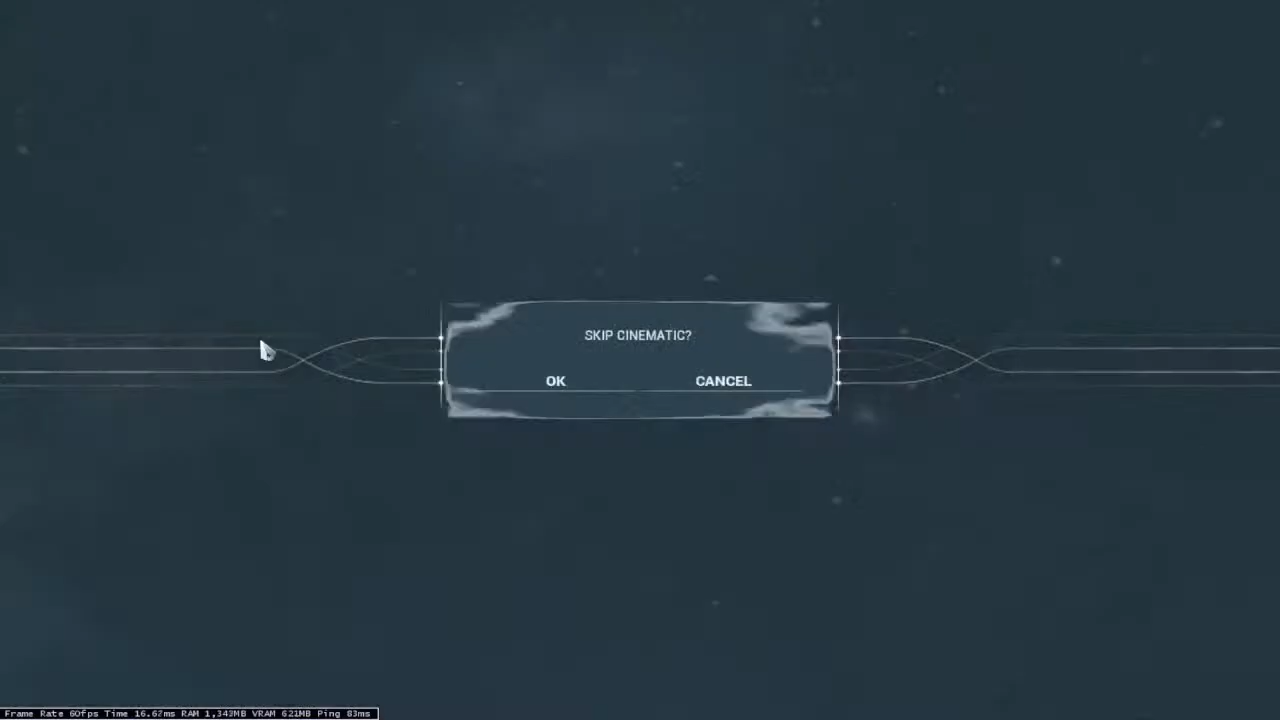 SKIP CINEMATIC?
OK CANCEL
Frame Rate 60fps Time 16.67ms RAM 1,343MB VRAM 621MB Ping 83ms